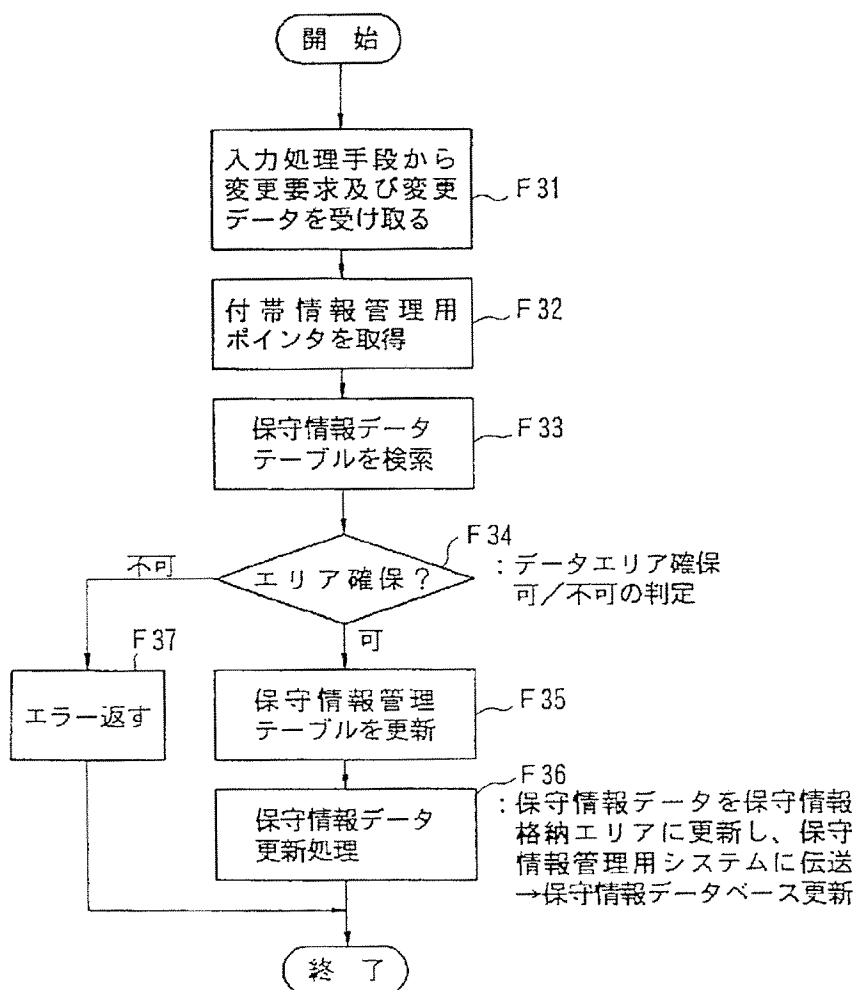 開 始
入力処理手段から
変更要求及び変更
データを受け取る
F31
付帯情報管理用
ポインタを取得
F32
保守情報データ
テーブルを検索
F33
F34
エリア確保?
:データエリア確保
可/不可の判定
不可
可
F37
エラー返す
保守情報管理
テーブルを更新
F35
F36
保守情報データ
更新処理
:保守情報データを保守情報
格納エリアに更新し、保守
情報管理用システムに伝送
→保守情報データベース更新
終 了